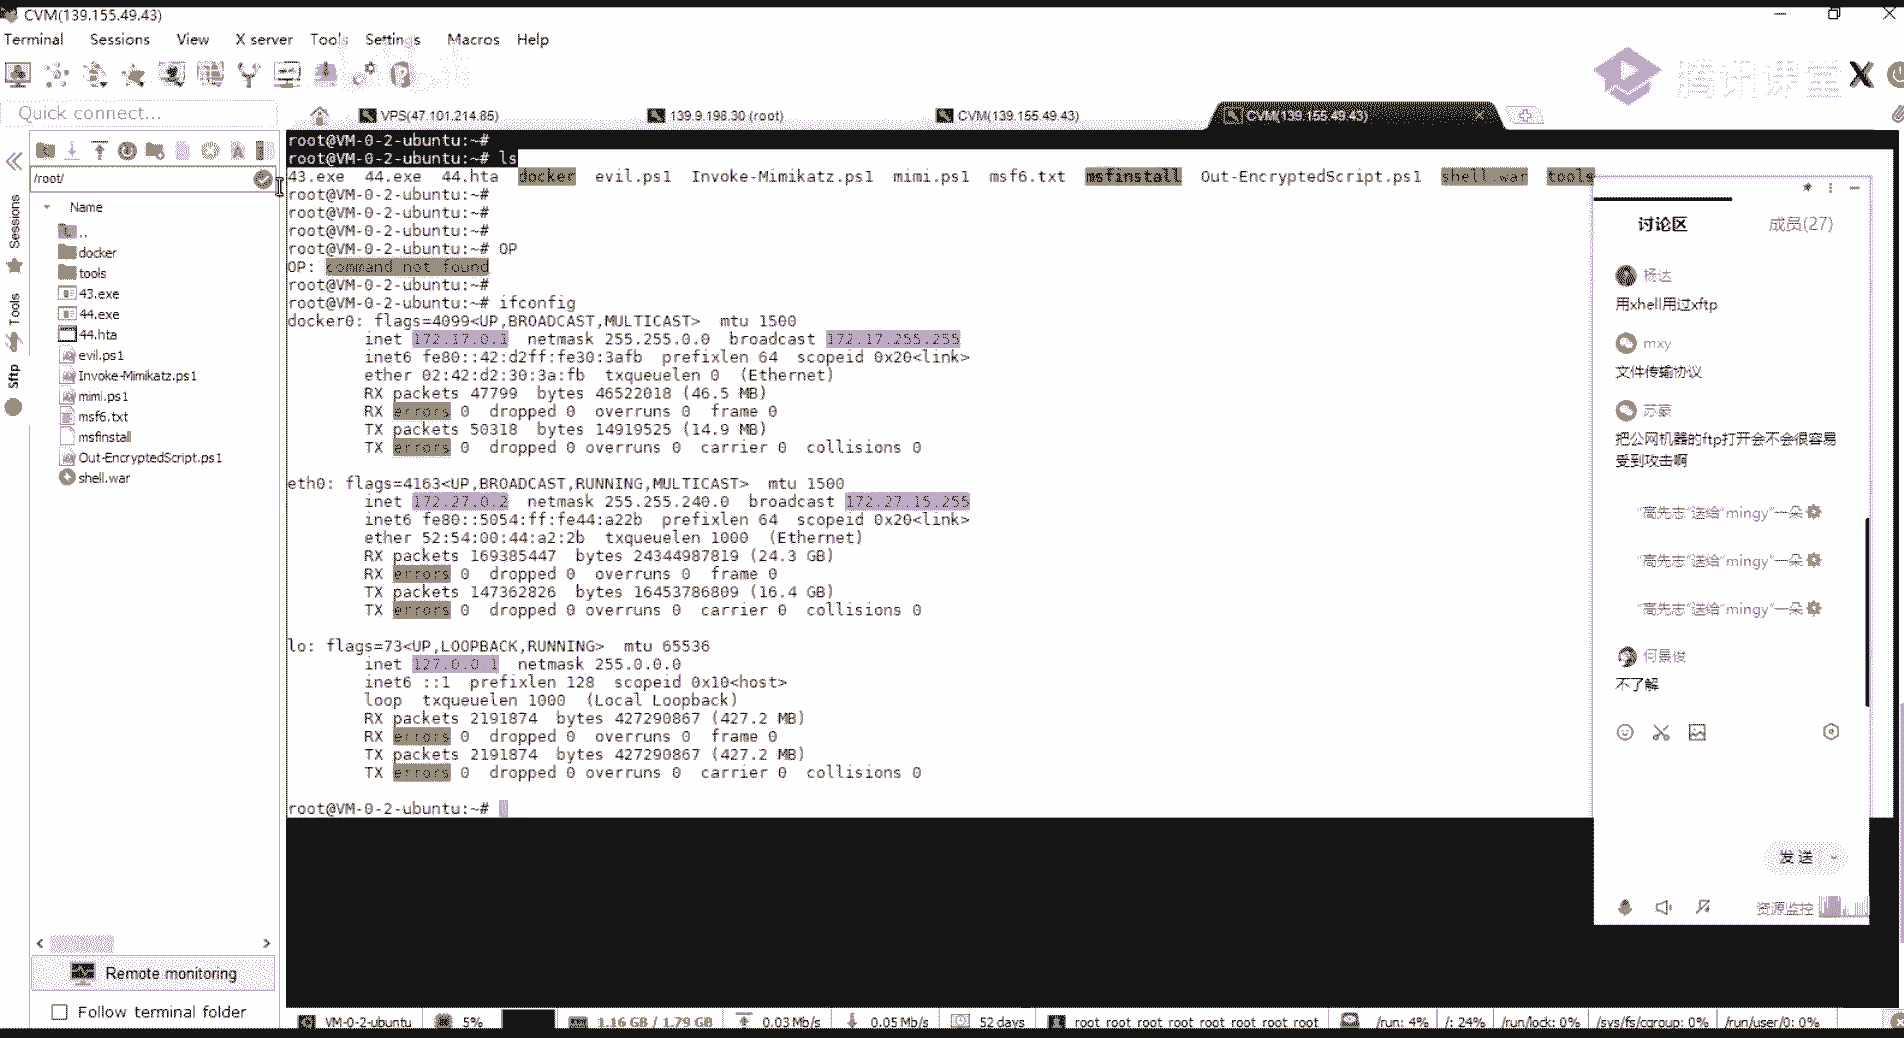 CVM(139.155.49.43)
Terminal Sessions View X server Tools Settings Macros Help
腾讯课堂
Quick connect...
VPS(47.101.214.85) 139.9.198.30 (root) CVM(139.155.49.43) CVM(139.155.49.43)
/root/
Name
..
docker
tools
43.exe
44.exe
44.hta
evil.ps1
Invoke-Mimikatz.ps1
mimi.ps1
msf6.txt
msfinstall
Out-EncryptedScript.ps1
shell.war
Sessions
Tools
Sftp
Remote monitoring
Follow terminal folder
root@VM-0-2-ubuntu:~#
root@VM-0-2-ubuntu:~# ls
43.exe 44.exe 44.hta docker evil.ps1 Invoke-Mimikatz.ps1 mimi.ps1 msf6.txt msfinstall Out-EncryptedScript.ps1 shell.war tools
root@VM-0-2-ubuntu:~#
root@VM-0-2-ubuntu:~#
root@VM-0-2-ubuntu:~#
root@VM-0-2-ubuntu:~# OP
OP: command not found
root@VM-0-2-ubuntu:~#
root@VM-0-2-ubuntu:~# ifconfig
docker0: flags=4099<UP,BROADCAST,MULTICAST> mtu 1500
inet 172.17.0.1 netmask 255.255.0.0 broadcast 172.17.255.255
inet6 fe80::42:d2ff:fe30:3afb prefixlen 64 scopeid 0x20<link>
ether 02:42:d2:30:3a:fb txqueuelen 0 (Ethernet)
RX packets 47799 bytes 46522018 (46.5 MB)
RX errors 0 dropped 0 overruns 0 frame 0
TX packets 50318 bytes 14919525 (14.9 MB)
TX errors 0 dropped 0 overruns 0 carrier 0 collisions 0
eth0: flags=4163<UP,BROADCAST,RUNNING,MULTICAST> mtu 1500
inet 172.27.0.2 netmask 255.255.240.0 broadcast 172.27.15.255
inet6 fe80::5054:ff:fe44:a22b prefixlen 64 scopeid 0x20<link>
ether 52:54:00:44:a2:2b txqueuelen 1000 (Ethernet)
RX packets 169385447 bytes 24344987819 (24.3 GB)
RX errors 0 dropped 0 overruns 0 frame 0
TX packets 147362826 bytes 16453786809 (16.4 GB)
TX errors 0 dropped 0 overruns 0 carrier 0 collisions 0
lo: flags=73<UP,LOOPBACK,RUNNING> mtu 65536
inet 127.0.0.1 netmask 255.0.0.0
inet6 ::1 prefixlen 128 scopeid 0x10<host>
loop txqueuelen 1000 (Local Loopback)
RX packets 2191874 bytes 427290867 (427.2 MB)
RX errors 0 dropped 0 overruns 0 frame 0
TX packets 2191874 bytes 427290867 (427.2 MB)
TX errors 0 dropped 0 overruns 0 carrier 0 collisions 0
root@VM-0-2-ubuntu:~#
讨论区 成员(27)
杨达
用xhell用过xftp
mxy
文件传输协议
苏豪
把公网机器的ftp打开会不会很容易
受到攻击啊
"高先志"送给"mingy"一朵
"高先志"送给"mingy"一朵
"高先志"送给"mingy"一朵
何景俊
不了解
发送
资源监控
VM-0-2-ubuntu 5% 1.16 GB / 1.79 GB 0.03 Mb/s 0.05 Mb/s 52 days root root root root root root root root /run: 4% /: 24% /run/lock: 0% /sys/fs/cgroup: 0% /run/user/0: 0%